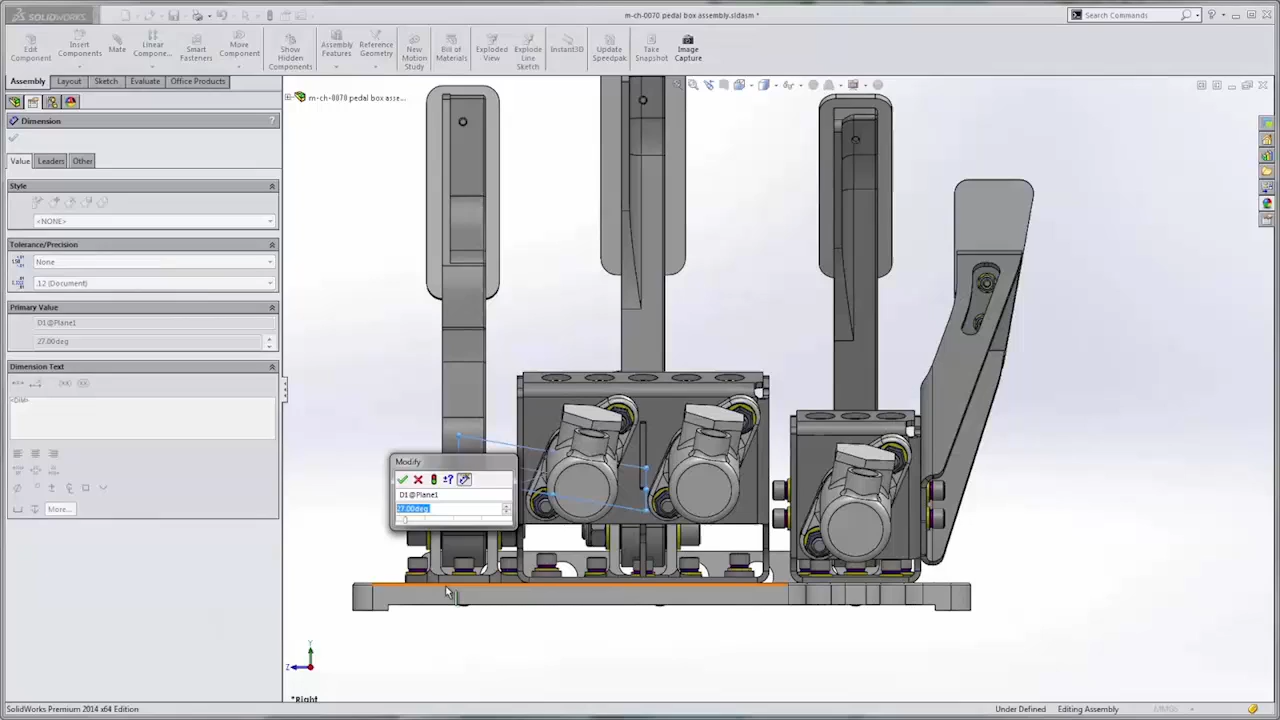 SOLIDWORKS
m-ch-0070 pedal box assembly.sldasm *
Search Commands
Edit Component
Insert Components
Mate
Linear Compone...
Smart Fasteners
Move Component
Show Hidden Components
Assembly Features
Reference Geometry
New Motion Study
Bill of Materials
Exploded View
Explode Line Sketch
Instant3D
Update Speedpak
Take Snapshot
Image Capture
Assembly
Layout
Sketch
Evaluate
Office Products
m-ch-0070 pedal box asse...
Dimension
?
Value
Leaders
Other
Style
<NONE>
Tolerance/Precision
None
.12 (Document)
Primary Value
D1@Plane1
27.00deg
Dimension Text
<DIM>
More...
Modify
D1@Plane1
27.00deg
Y
Z
*Right
SolidWorks Premium 2014 x64 Edition
Under Defined
Editing Assembly
MMGS